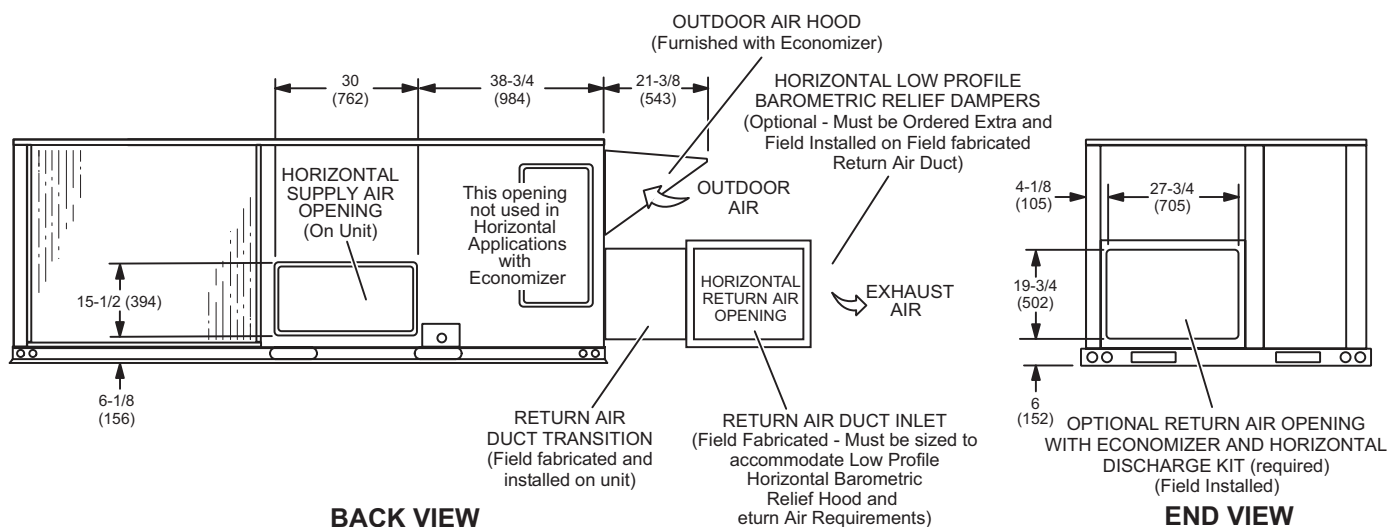 OUTDOOR AIR HOOD
(Furnished with Economizer)
30
(762)
38-3/4
(984)
21-3/8
(543)
HORIZONTAL LOW PROFILE
BAROMETRIC RELIEF DAMPERS
(Optional - Must be Ordered Extra and
Field Installed on Field fabricated
Return Air Duct)
HORIZONTAL
SUPPLY AIR
OPENING
(On Unit)
This opening
not used in
Horizontal
Applications
with
Economizer
OUTDOOR
AIR
4-1/8
(105)
27-3/4
(705)
15-1/2 (394)
HORIZONTAL
RETURN AIR
OPENING
EXHAUST
AIR
19-3/4
(502)
6-1/8
(156)
6
(152)
RETURN AIR
DUCT TRANSITION
(Field fabricated and
installed on unit)
RETURN AIR DUCT INLET
(Field Fabricated - Must be sized to
accommodate Low Profile
Horizontal Barometric
Relief Hood and
eturn Air Requirements)
OPTIONAL RETURN AIR OPENING
WITH ECONOMIZER AND HORIZONTAL
DISCHARGE KIT (required)
(Field Installed)
BACK VIEW
END VIEW